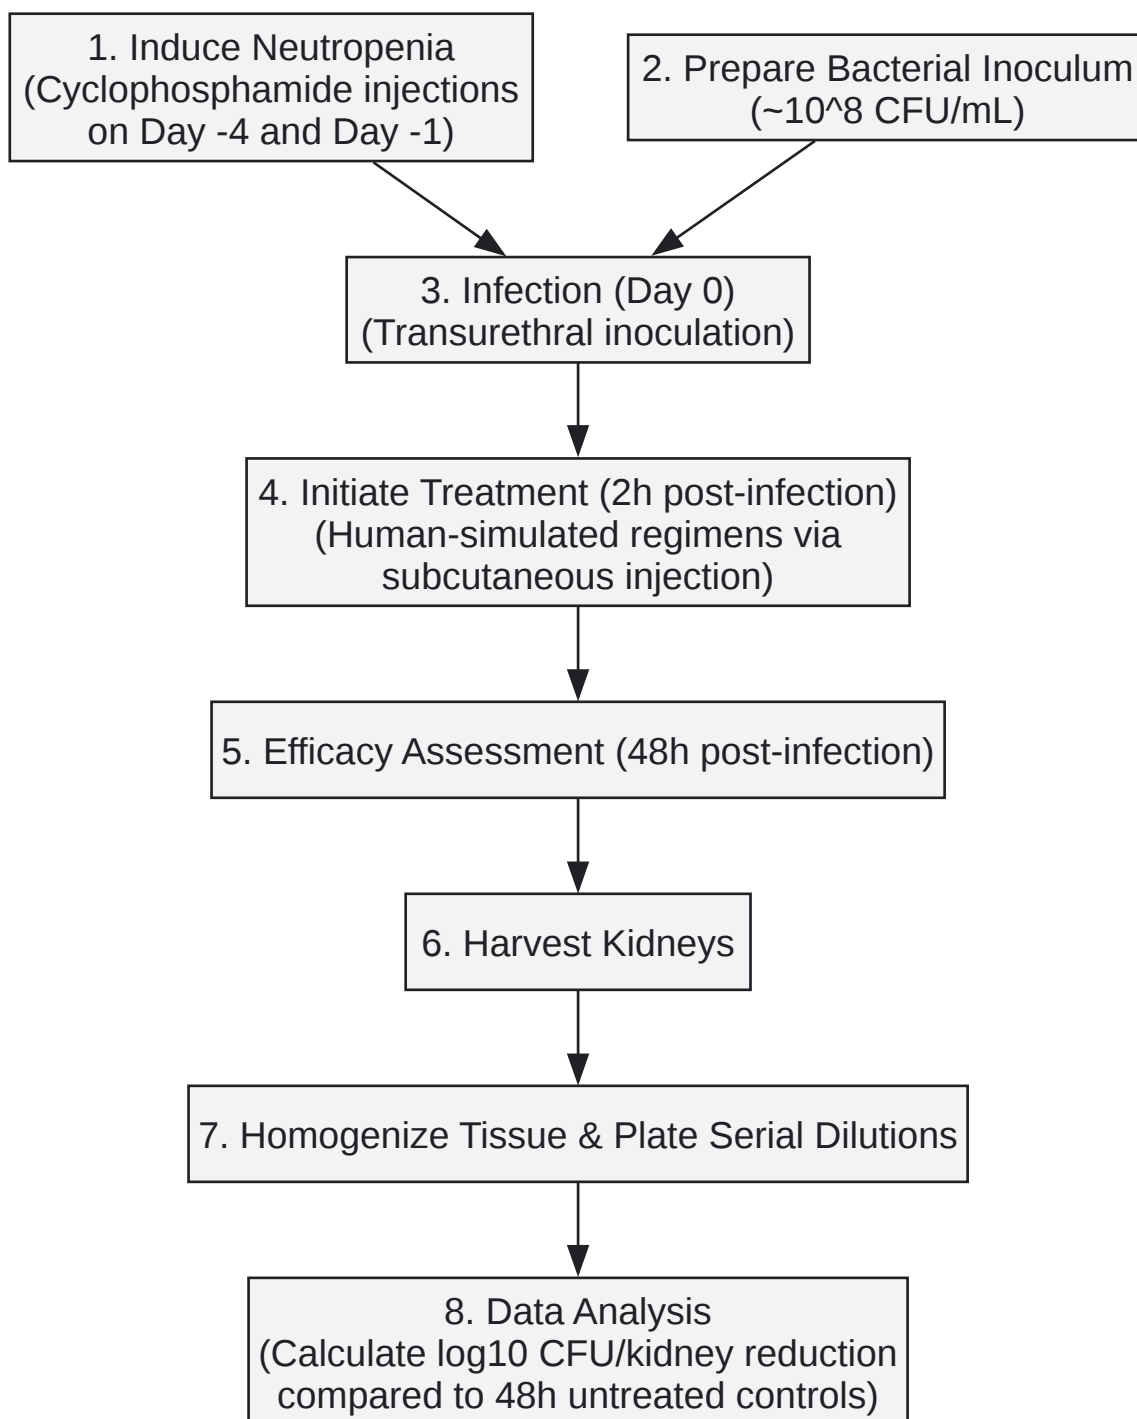 1. Induce Neutropenia
(Cyclophosphamide injections
on Day -4 and Day -1)
2. Prepare Bacterial Inoculum
(~10^8 CFU/mL)
3. Infection (Day 0)
(Transurethral inoculation)
4. Initiate Treatment (2h post-infection)
(Human-simulated regimens via
subcutaneous injection)
5. Efficacy Assessment (48h post-infection)
6. Harvest Kidneys
7. Homogenize Tissue & Plate Serial Dilutions
8. Data Analysis
(Calculate log10 CFU/kidney reduction
compared to 48h untreated controls)